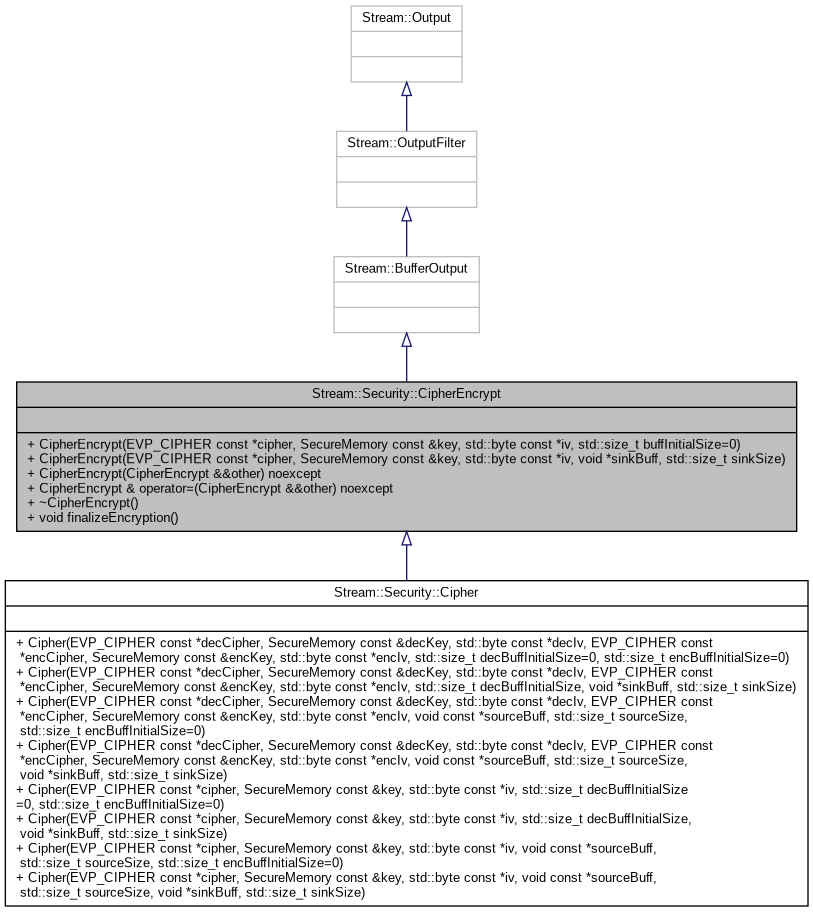 Stream::Output
Stream::OutputFilter
Stream::BufferOutput
Stream::Security::CipherEncrypt
+ CipherEncrypt(EVP_CIPHER const *cipher, SecureMemory const &key, std::byte const *iv, std::size_t buffInitialSize=0)
+ CipherEncrypt(EVP_CIPHER const *cipher, SecureMemory const &key, std::byte const *iv, void *sinkBuff, std::size_t sinkSize)
+ CipherEncrypt(CipherEncrypt &&other) noexcept
+ CipherEncrypt & operator=(CipherEncrypt &&other) noexcept
+ ~CipherEncrypt()
+ void finalizeEncryption()
Stream::Security::Cipher
+ Cipher(EVP_CIPHER const *decCipher, SecureMemory const &decKey, std::byte const *decIv, EVP_CIPHER const
*encCipher, SecureMemory const &encKey, std::byte const *encIv, std::size_t decBuffInitialSize=0, std::size_t encBuffInitialSize=0)
+ Cipher(EVP_CIPHER const *decCipher, SecureMemory const &decKey, std::byte const *decIv, EVP_CIPHER const
*encCipher, SecureMemory const &encKey, std::byte const *encIv, std::size_t decBuffInitialSize, void *sinkBuff, std::size_t sinkSize)
+ Cipher(EVP_CIPHER const *decCipher, SecureMemory const &decKey, std::byte const *decIv, EVP_CIPHER const
*encCipher, SecureMemory const &encKey, std::byte const *encIv, void const *sourceBuff, std::size_t sourceSize,
std::size_t encBuffInitialSize=0)
+ Cipher(EVP_CIPHER const *decCipher, SecureMemory const &decKey, std::byte const *decIv, EVP_CIPHER const
*encCipher, SecureMemory const &encKey, std::byte const *encIv, void const *sourceBuff, std::size_t sourceSize,
void *sinkBuff, std::size_t sinkSize)
+ Cipher(EVP_CIPHER const *cipher, SecureMemory const &key, std::byte const *iv, std::size_t decBuffInitialSize
=0, std::size_t encBuffInitialSize=0)
+ Cipher(EVP_CIPHER const *cipher, SecureMemory const &key, std::byte const *iv, std::size_t decBuffInitialSize,
void *sinkBuff, std::size_t sinkSize)
+ Cipher(EVP_CIPHER const *cipher, SecureMemory const &key, std::byte const *iv, void const *sourceBuff,
std::size_t sourceSize, std::size_t encBuffInitialSize=0)
+ Cipher(EVP_CIPHER const *cipher, SecureMemory const &key, std::byte const *iv, void const *sourceBuff,
std::size_t sourceSize, void *sinkBuff, std::size_t sinkSize)